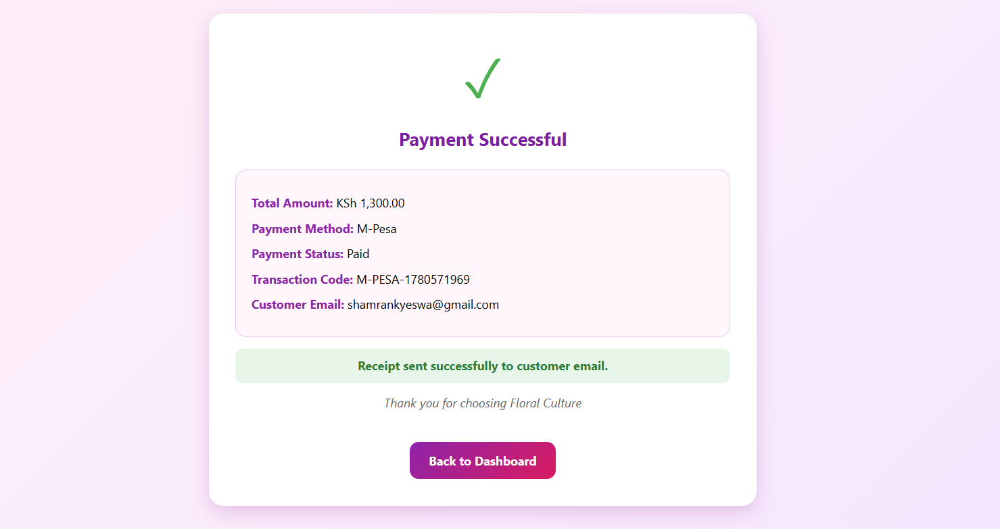 Payment Successful
Total Amount: KSh 1,300.00
Payment Method: M-Pesa
Payment Status: Paid
Transaction Code: M-PESA-1780571969
Customer Email: shamrankyeswa@gmail.com
Receipt sent successfully to customer email.
Thank you for choosing Floral Culture
Back to Dashboard